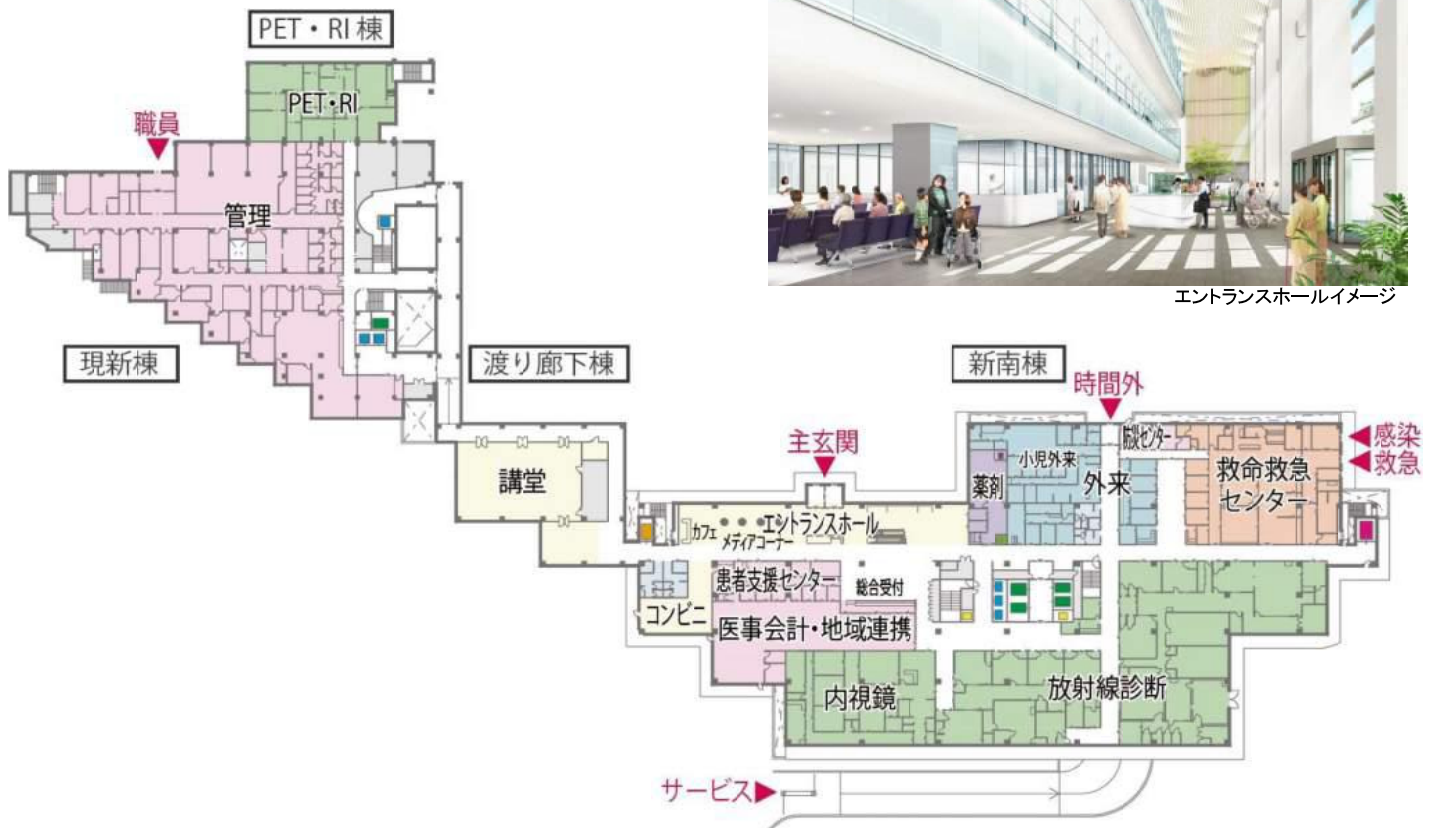 PET・RI 棟
PET・RI
職員
管理
エントランスホールイメージ
現新棟
渡り廊下棟
新南棟
時間外
主玄関
講堂
薬剤
小児外来
外来
防災センター
救命救急
センター
感染
救急
カフェ
エントランスホール
メディアコーナー
患者支援センター
総合受付
コンビニ
医事会計・地域連携
内視鏡
放射線診断
サービス